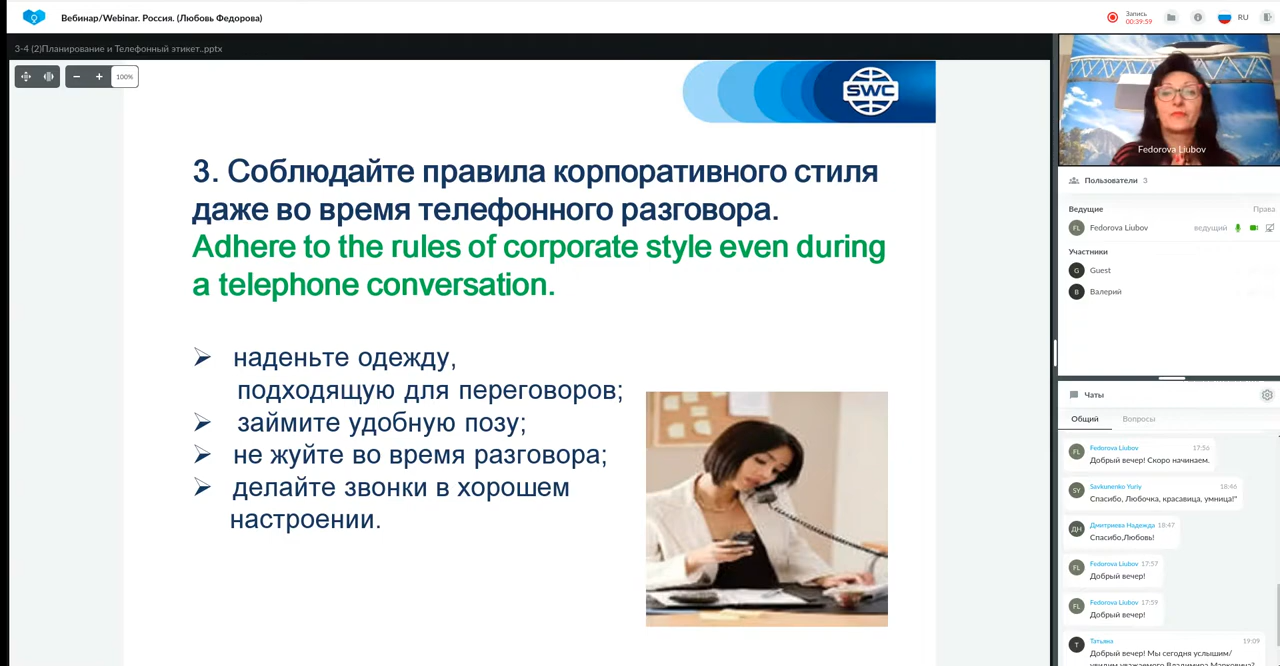 Вебинар/Webinar. Россия. (Любовь Федорова)
Запись
00:39:59
RU
3-4 (2)Планирование и Телефонный этикет..pptx
100%
SWC
3. Соблюдайте правила корпоративного стиля
даже во время телефонного разговора.
Adhere to the rules of corporate style even during
a telephone conversation.
наденьте одежду,
подходящую для переговоров;
займите удобную позу;
не жуйте во время разговора;
делайте звонки в хорошем
настроении.
Fedorova Liubov
Пользователи 3
Ведущие Права
FL Fedorova Liubov ведущий
Участники
G Guest
В Валерий
Чаты
Общий Вопросы
FL Fedorova Liubov 17:56
Добрый вечер! Скоро начинаем.
SY Savkunenko Yuriy 18:46
Спасибо, Любочка, красавица, умница!"
ДН Дмитриева Надежда 18:47
Спасибо,Любовь!
FL Fedorova Liubov 17:57
Добрый вечер!
FL Fedorova Liubov 17:59
Добрый вечер!
Т Татьяна 19:09
Добрый вечер! Мы сегодня услышим/
увидим уважаемого Владимира Марковича?